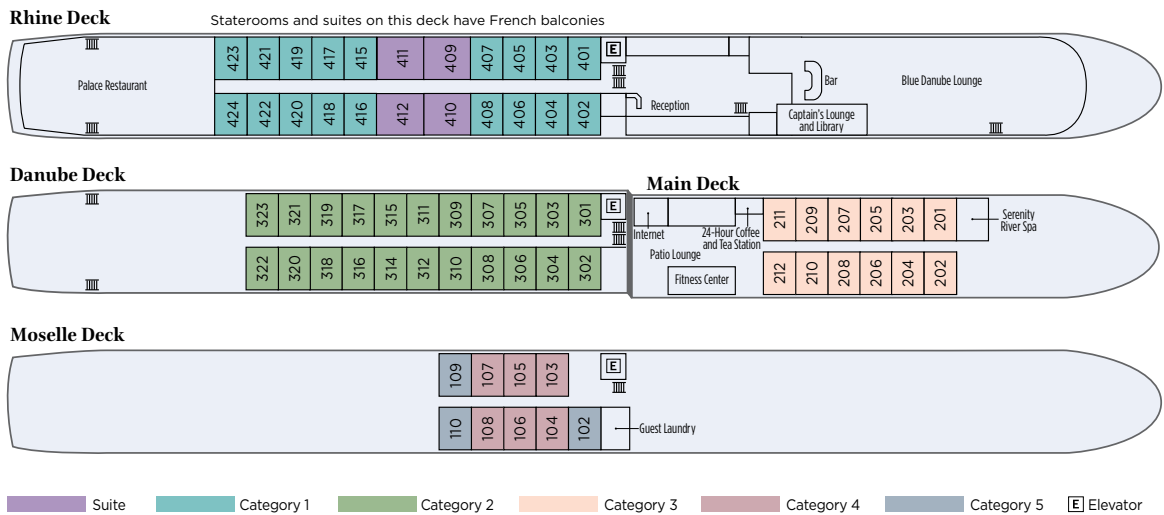 Rhine Deck
Staterooms and suites on this deck have French balconies
423 421 419 417 415 411 409 407 405 403 401 E
Palace Restaurant
Bar
Blue Danube Lounge
Reception
424 422 420 418 416 412 410 408 406 404 402
Captain's Lounge
and Library
Danube Deck
Main Deck
323 321 319 317 315 311 309 307 305 303 301 E
211 209 207 205 203 201
Serenity
River Spa
Internet
24-Hour Coffee
and Tea Station
Patio Lounge
Fitness Center
322 320 318 316 314 312 310 308 306 304 302
212 210 208 206 204 202
Moselle Deck
109 107 105 103 E
110 108 106 104 102
Guest Laundry
Suite
Category 1
Category 2
Category 3
Category 4
Category 5
E Elevator